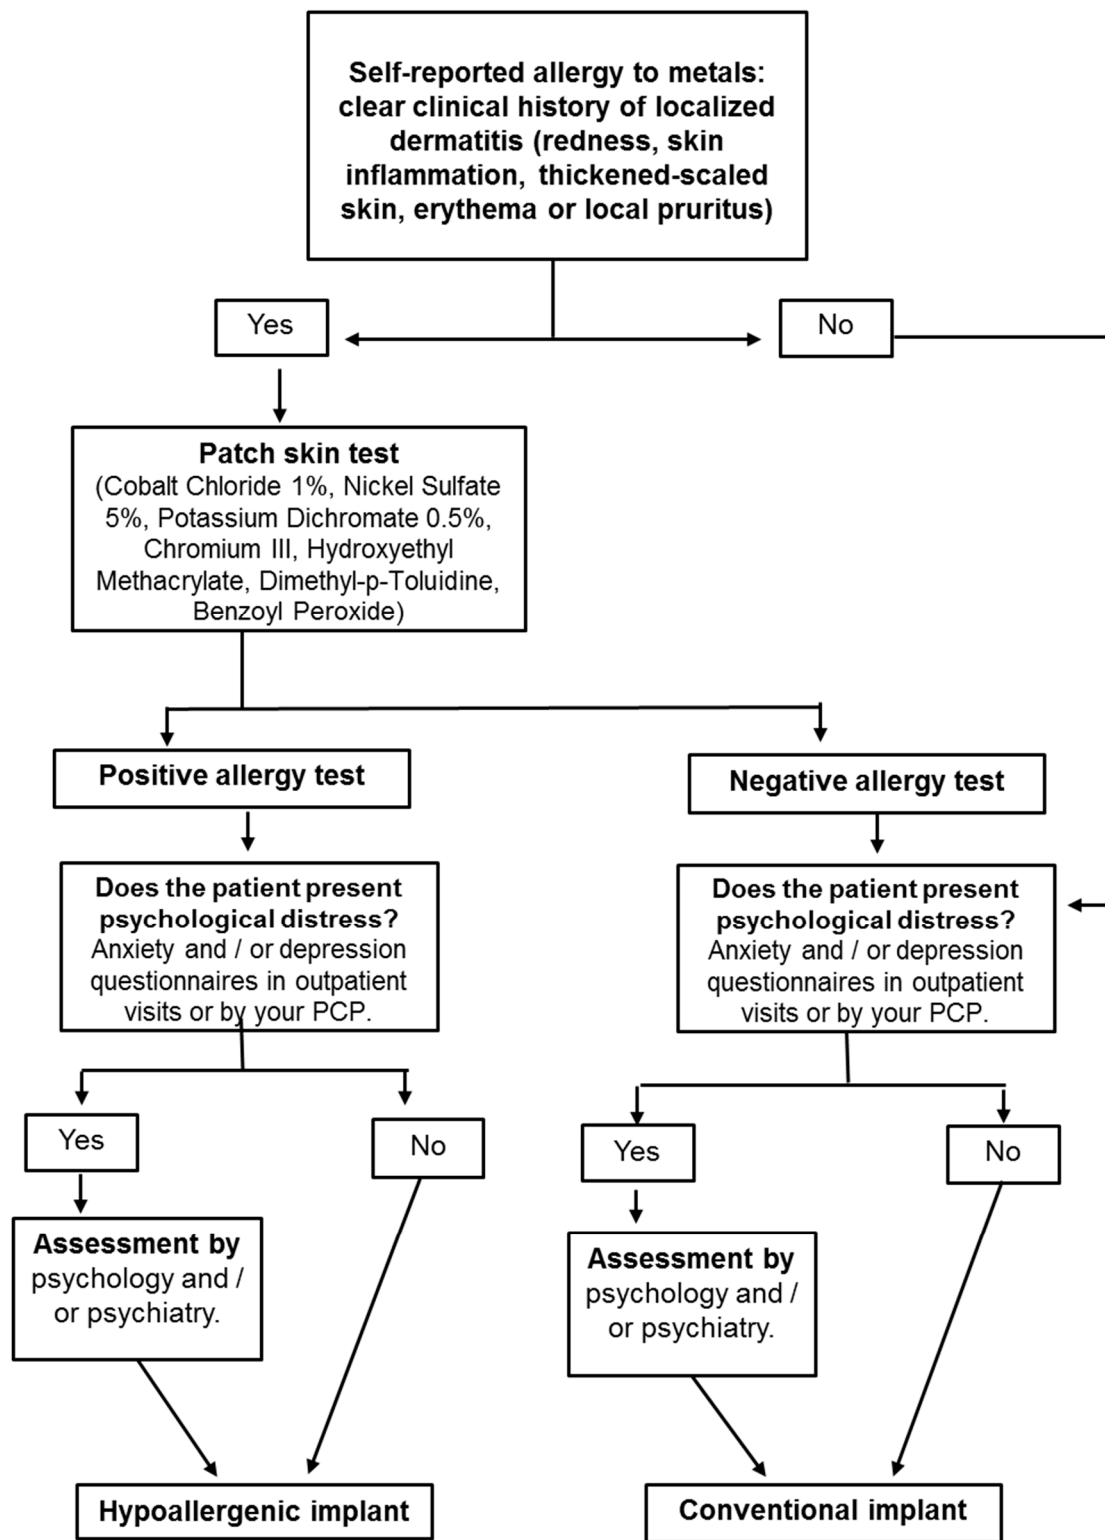 Self-reported allergy to metals:
clear clinical history of localized
dermatitis (redness, skin
inflammation, thickened-scaled
skin, erythema or local pruritus)
Yes
No
Patch skin test
(Cobalt Chloride 1%, Nickel Sulfate
5%, Potassium Dichromate 0.5%,
Chromium III, Hydroxyethyl
Methacrylate, Dimethyl-p-Toluidine,
Benzoyl Peroxide)
Positive allergy test
Negative allergy test
Does the patient present
psychological distress?
Anxiety and / or depression
questionnaires in outpatient
visits or by your PCP.
Does the patient present
psychological distress?
Anxiety and / or depression
questionnaires in outpatient
visits or by your PCP.
Yes
No
Yes
No
Assessment by
psychology and /
or psychiatry.
Assessment by
psychology and /
or psychiatry.
Hypoallergenic implant
Conventional implant